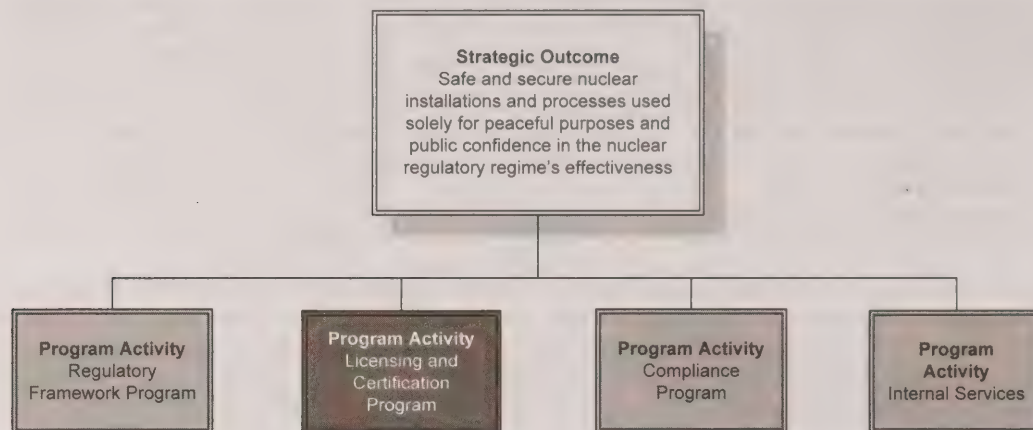 Strategic Outcome
Safe and secure nuclear
installations and processes used
solely for peaceful purposes and
public confidence in the nuclear
regulatory regime's effectiveness
Program Activity
Regulatory
Framework Program
Program Activity
Licensing and
Certification
Program
Program Activity
Compliance
Program
Program
Activity
Internal Services